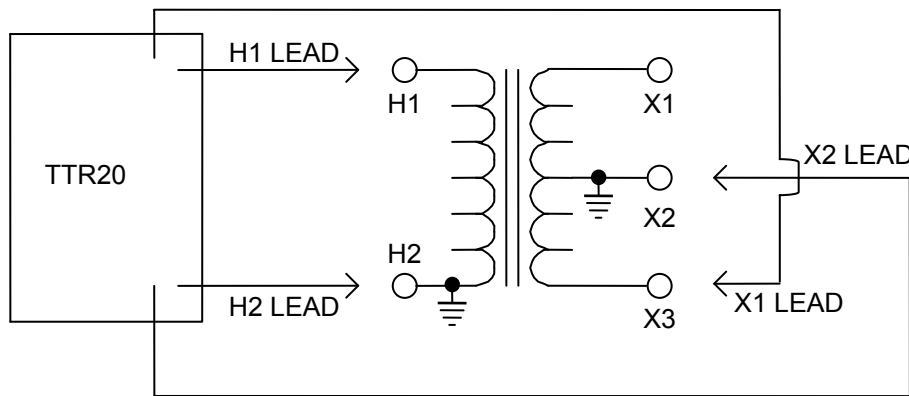 H1 LEAD
H1
X1
TTR20
X2 LEAD
X2
H2
H2 LEAD
X3
X1 LEAD